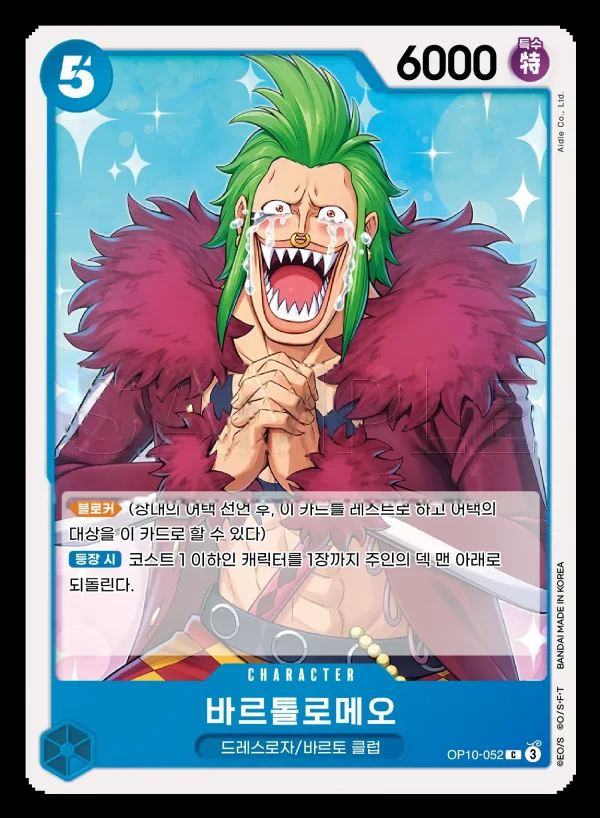 5
6000
특수
特
Aidle Co., Ltd.
SAMPLE
블로커 (상대의 어택 선언 후, 이 카드를 레스트로 하고 어택의
대상을 이 카드로 할 수 있다)
등장 시 코스트 1 이하인 캐릭터를 1장까지 주인의 덱 맨 아래로
되돌린다.
CHARACTER
바르톨로메오
드레스로자/바르토 클럽
OP10-052 C 3
©EO/S ©O/S·F·T BANDAI MADE IN KOREA